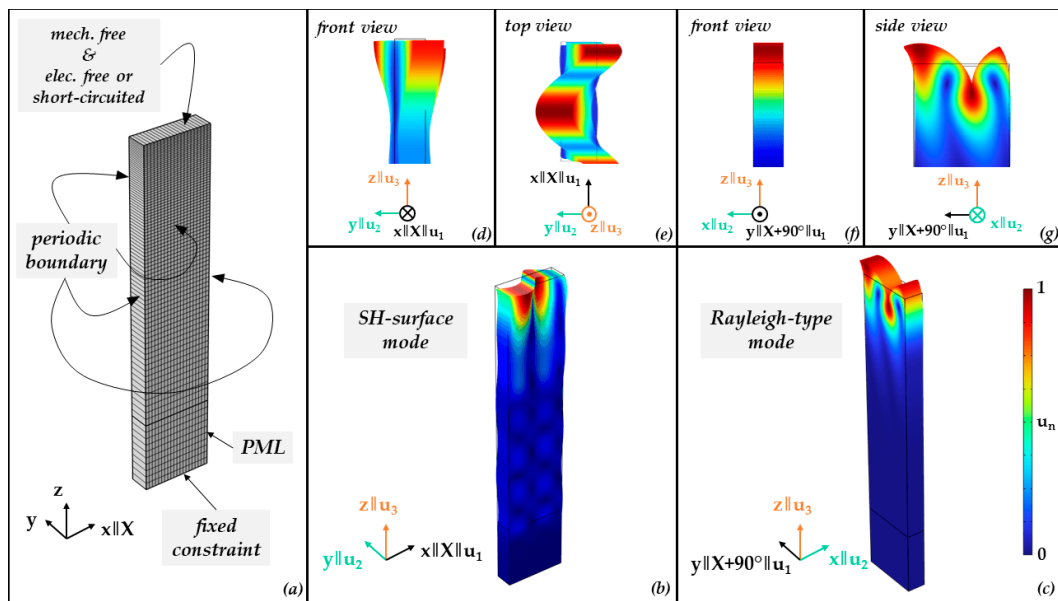 mech. free
&
elec. free or
short-circuited
periodic
boundary
PML
fixed
constraint
z
y
x||X
(a)
front view
z||u₃
y||u₂
x||X||u₁
(d)
top view
x||X||u₁
y||u₂
z||u₃
(e)
front view
z||u₃
x||u₂
y||X+90°||u₁
(f)
side view
z||u₃
y||X+90°||u₁
x||u₂
(g)
SH-surface
mode
z||u₃
y||u₂
x||X||u₁
(b)
Rayleigh-type
mode
z||u₃
y||X+90°||u₁
x||u₂
1
uₙ
0
(c)